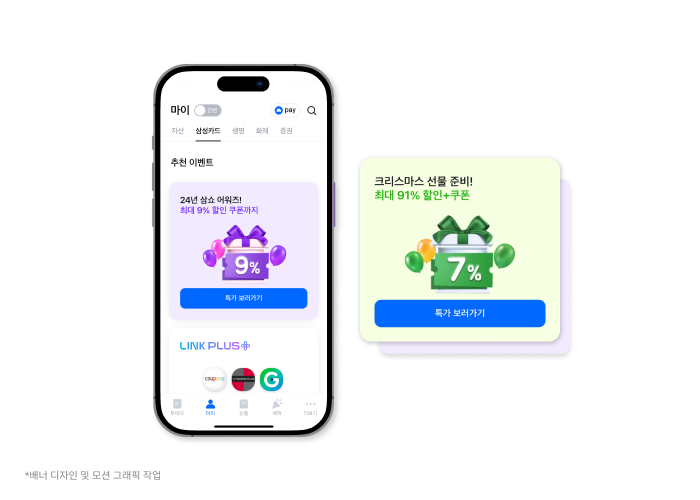 마이
간편
pay
자산 삼성카드 생명 화재 증권
추천 이벤트
24년 삼쇼 어워즈!
최대 9% 할인 쿠폰까지
9%
특가 보러가기
LINK PLUS
coupang
G
투데이 마이 상품 혜택 더보기
크리스마스 선물 준비!
최대 91% 할인+쿠폰
7%
특가 보러가기
*배너 디자인 및 모션 그래픽 작업